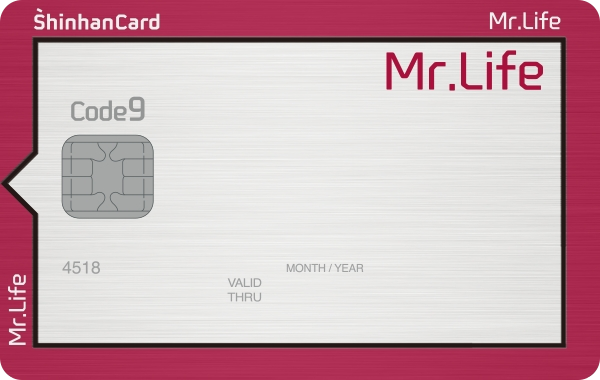 ShinhanCard
Mr.Life
Mr.Life
Code9
4518
MONTH / YEAR
VALID
THRU
Mr.Life